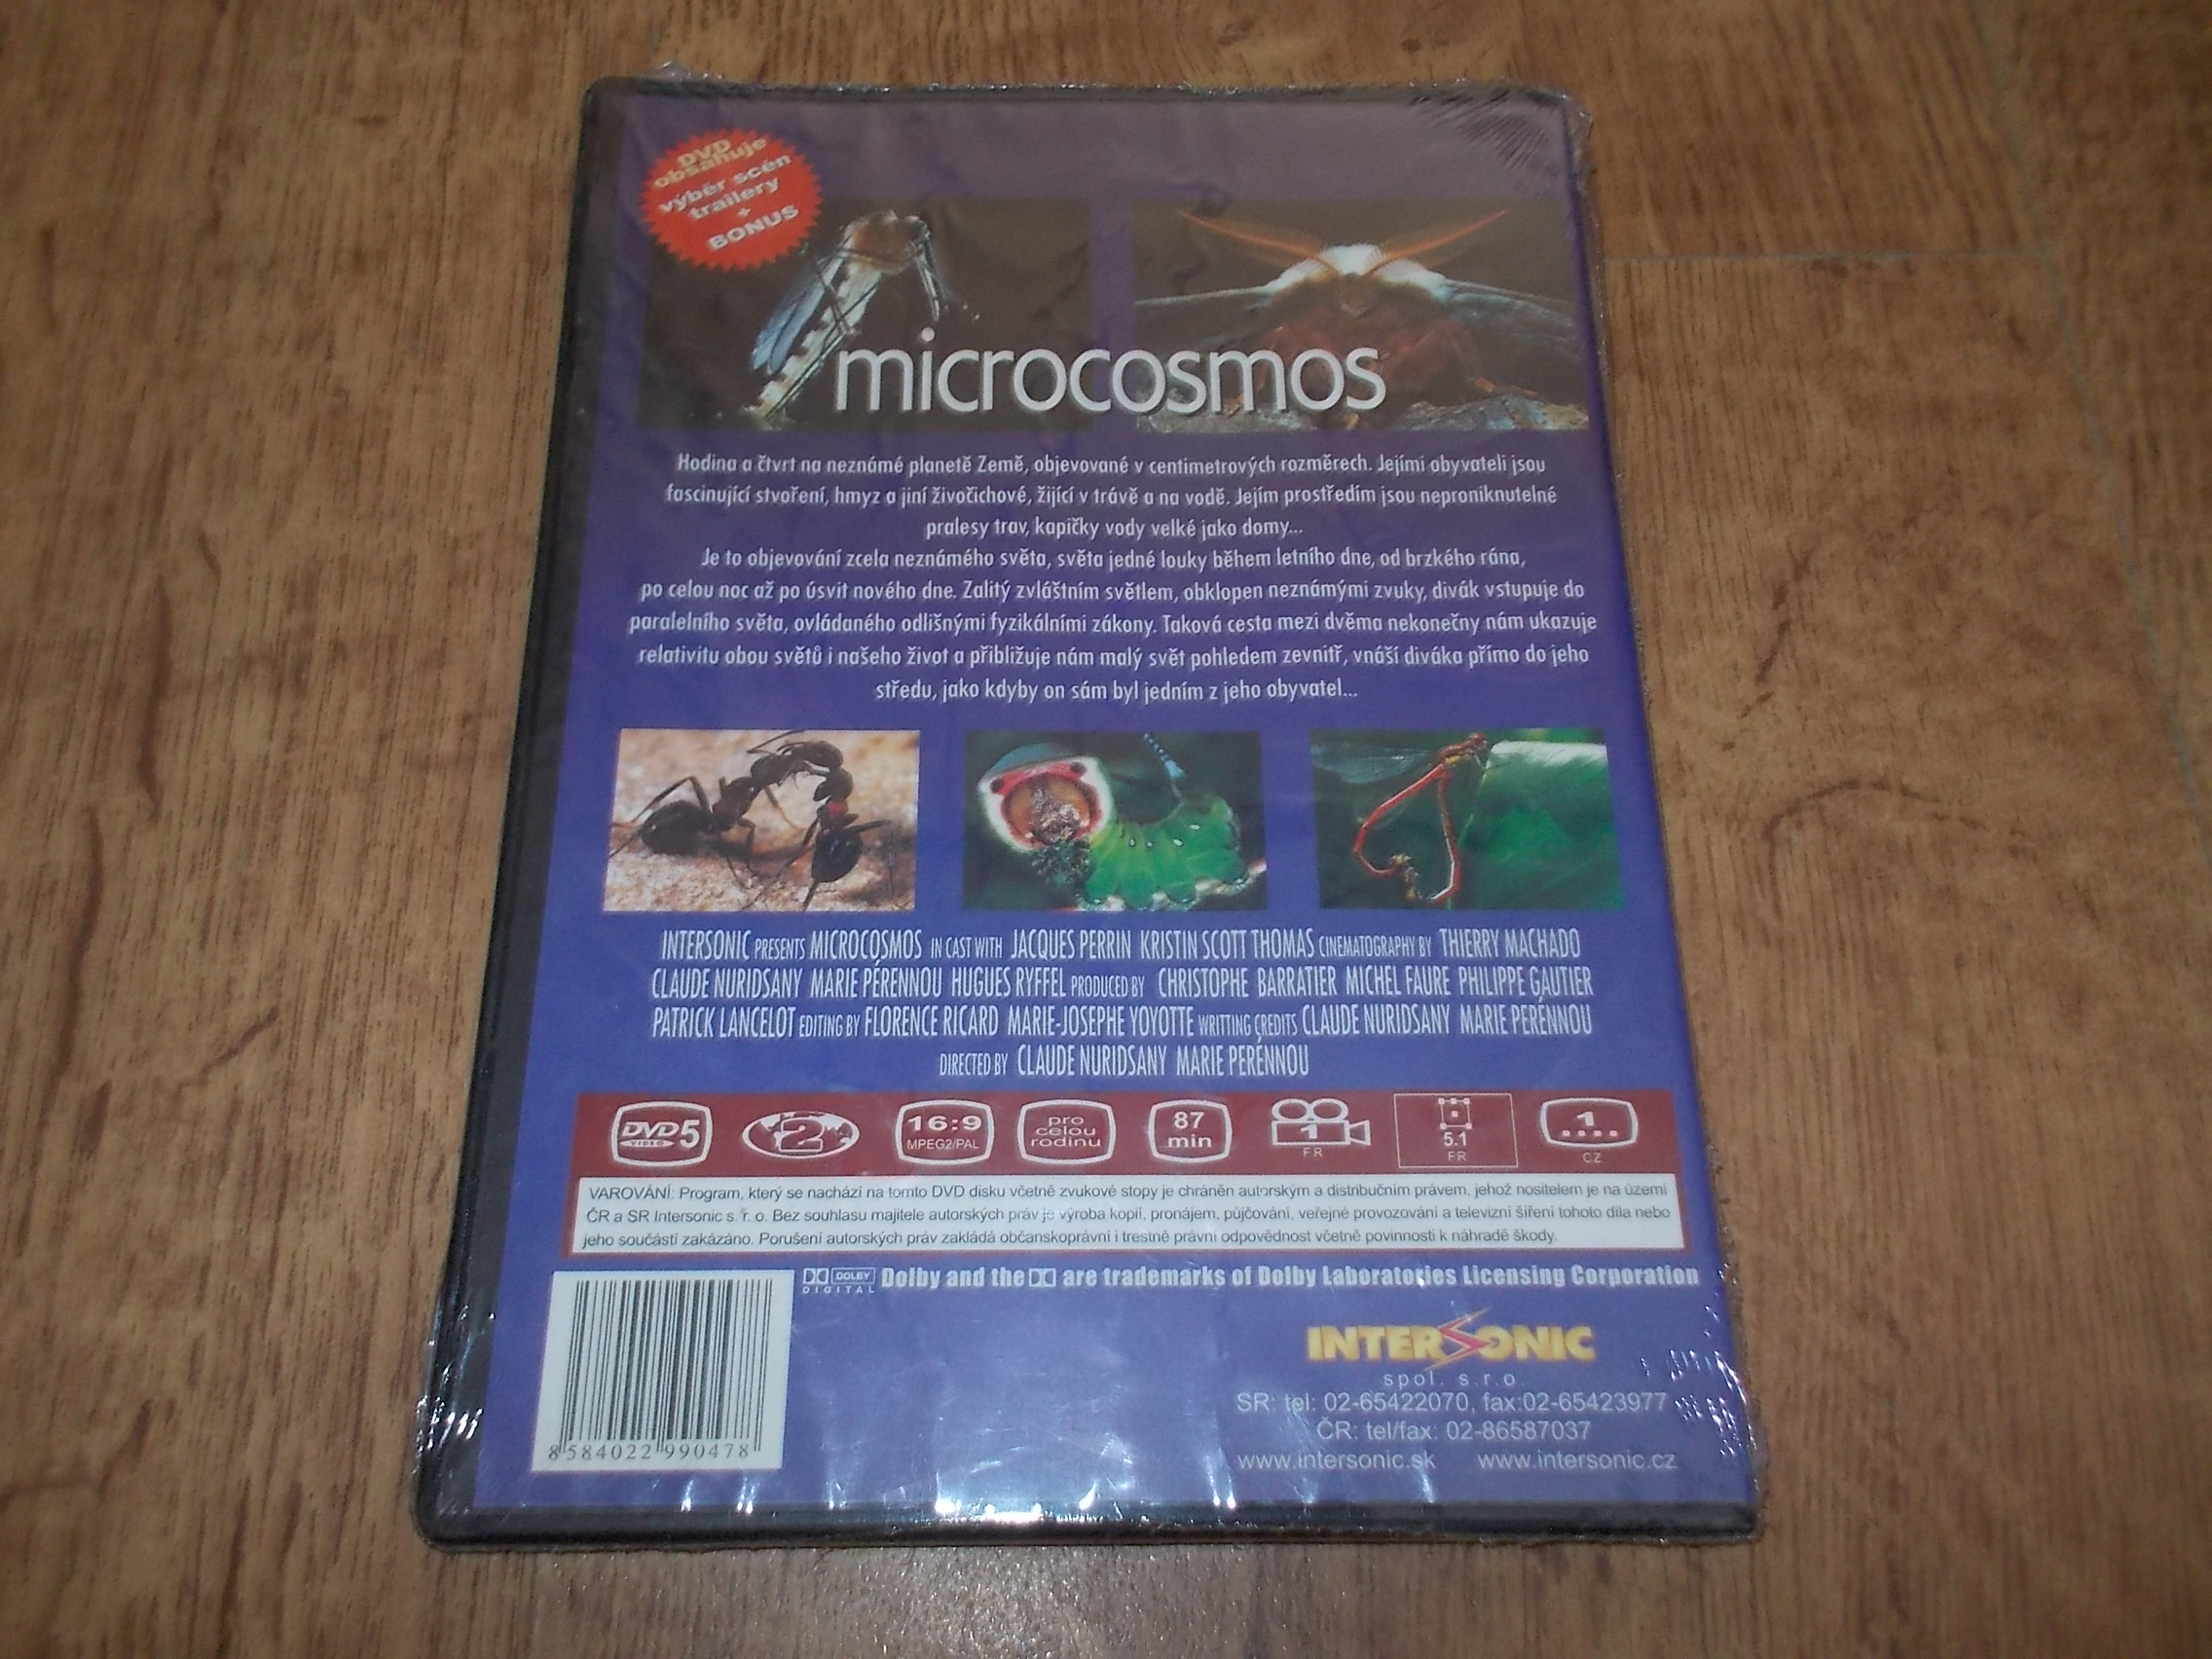 DVD
obsahuje
výběr scén
trailery
+
BONUS
microcosmos
Hodina a čtvrt na neznámé planetě Země, objevované v centimetrových rozměrech. Jejími obyvateli jsou
fascinující stvoření, hmyz a jiní živočichové, žijící v trávě a na vodě. Jejím prostředím jsou neproniknutelné
pralesy trav, kapičky vody velké jako domy...
Je to objevování zcela neznámého světa, světa jedné louky během letního dne, od brzkého rána,
po celou noc až po úsvit nového dne. Zalitý zvláštním světlem, obklopen neznámými zvuky, divák vstupuje do
paralelního světa, ovládaného odlišnými fyzikálními zákony. Taková cesta mezi dvěma nekonečny nám ukazuje
relativitu obou světů i našeho život a přibližuje nám malý svět pohledem zevnitř, vnáší diváka přímo do jeho
středu, jako kdyby on sám byl jedním z jeho obyvatel...
INTERSONIC PRESENTS MICROCOSMOS IN CAST WITH JACQUES PERRIN KRISTIN SCOTT THOMAS CINEMATOGRAPHY BY THIERRY MACHADO
CLAUDE NURIDSANY MARIE PÉRENNOU HUGUES RYFFEL PRODUCED BY CHRISTOPHE BARRATIER MICHEL FAURE PHILIPPE GAUTIER
PATRICK LANCELOT EDITING BY FLORENCE RICARD MARIE-JOSEPHE YOYOTTE WRITTING CREDITS CLAUDE NURIDSANY MARIE PERÉNNOU
DIRECTED BY CLAUDE NURIDSANY MARIE PERÉNNOU
DVD VIDEO 5
2
16:9 MPEG2/PAL
pro celou rodinu
87 min
1 FR
5.1 FR
1 .... CZ
VAROVÁNÍ: Program, který se nachází na tomto DVD disku včetně zvukové stopy je chráněn autorským a distribučním právem, jehož nositelem je na území
ČR a SR Intersonic s. r. o. Bez souhlasu majitele autorských práv je výroba kopií, pronájem, půjčování, veřejné provozování a televizní šíření tohoto díla nebo
jeho součástí zakázáno. Porušení autorských práv zakládá občanskoprávní i trestně právní odpovědnost včetně povinnosti k náhradě škody.
DOLBY DIGITAL Dolby and the are trademarks of Dolby Laboratories Licensing Corporation
INTERSONIC
spol. s.r.o.
SR: tel: 02-65422070, fax:02-65423977
ČR: tel/fax: 02-86587037
www.intersonic.sk www.intersonic.cz
8 584022 990478